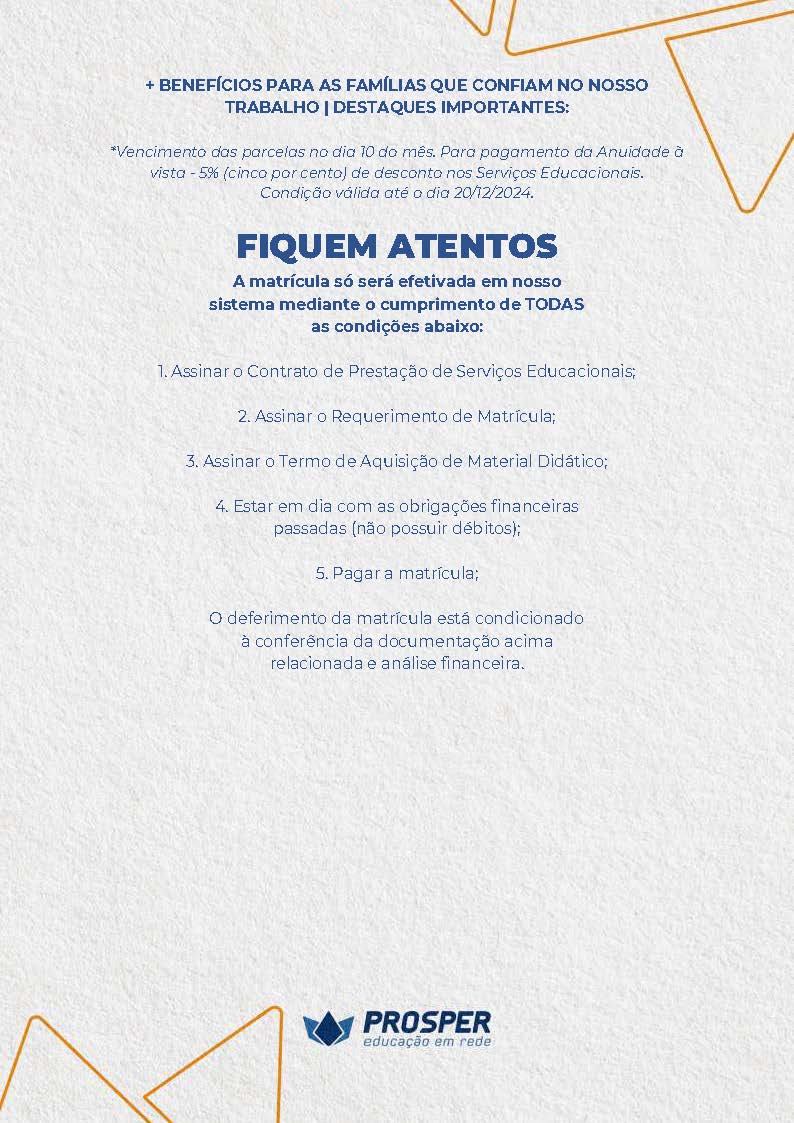 + BENEFÍCIOS PARA AS FAMÍLIAS QUE CONFIAM NO NOSSO
TRABALHO | DESTAQUES IMPORTANTES:
*Vencimento das parcelas no dia 10 do mês. Para pagamento da Anuidade à
vista - 5% (cinco por cento) de desconto nos Serviços Educacionais.
Condição válida até o dia 20/12/2024.
FIQUEM ATENTOS
A matrícula só será efetivada em nosso
sistema mediante o cumprimento de TODAS
as condições abaixo:
1. Assinar o Contrato de Prestação de Serviços Educacionais;
2. Assinar o Requerimento de Matrícula;
3. Assinar o Termo de Aquisição de Material Didático;
4. Estar em dia com as obrigações financeiras
passadas (não possuir débitos);
5. Pagar a matrícula;
O deferimento da matrícula está condicionado
à conferência da documentação acima
relacionada e análise financeira.
PROSPER
educação em rede